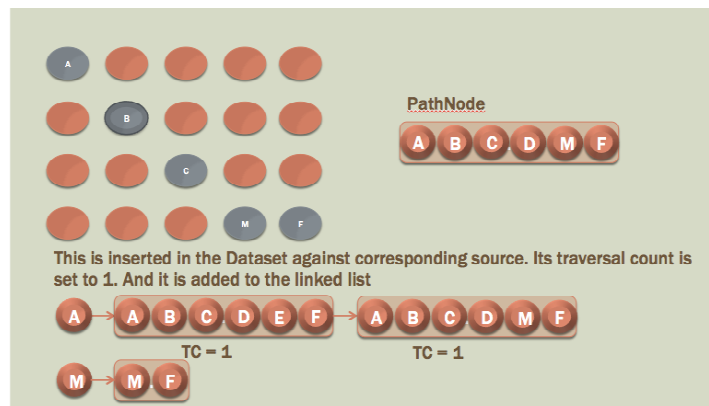 A
B
C
M F
PathNode
A B C D M F
This is inserted in the Dataset against corresponding source. Its traversal count is
set to 1. And it is added to the linked list
A A B C D E F A B C D M F
TC = 1 TC = 1
M M F